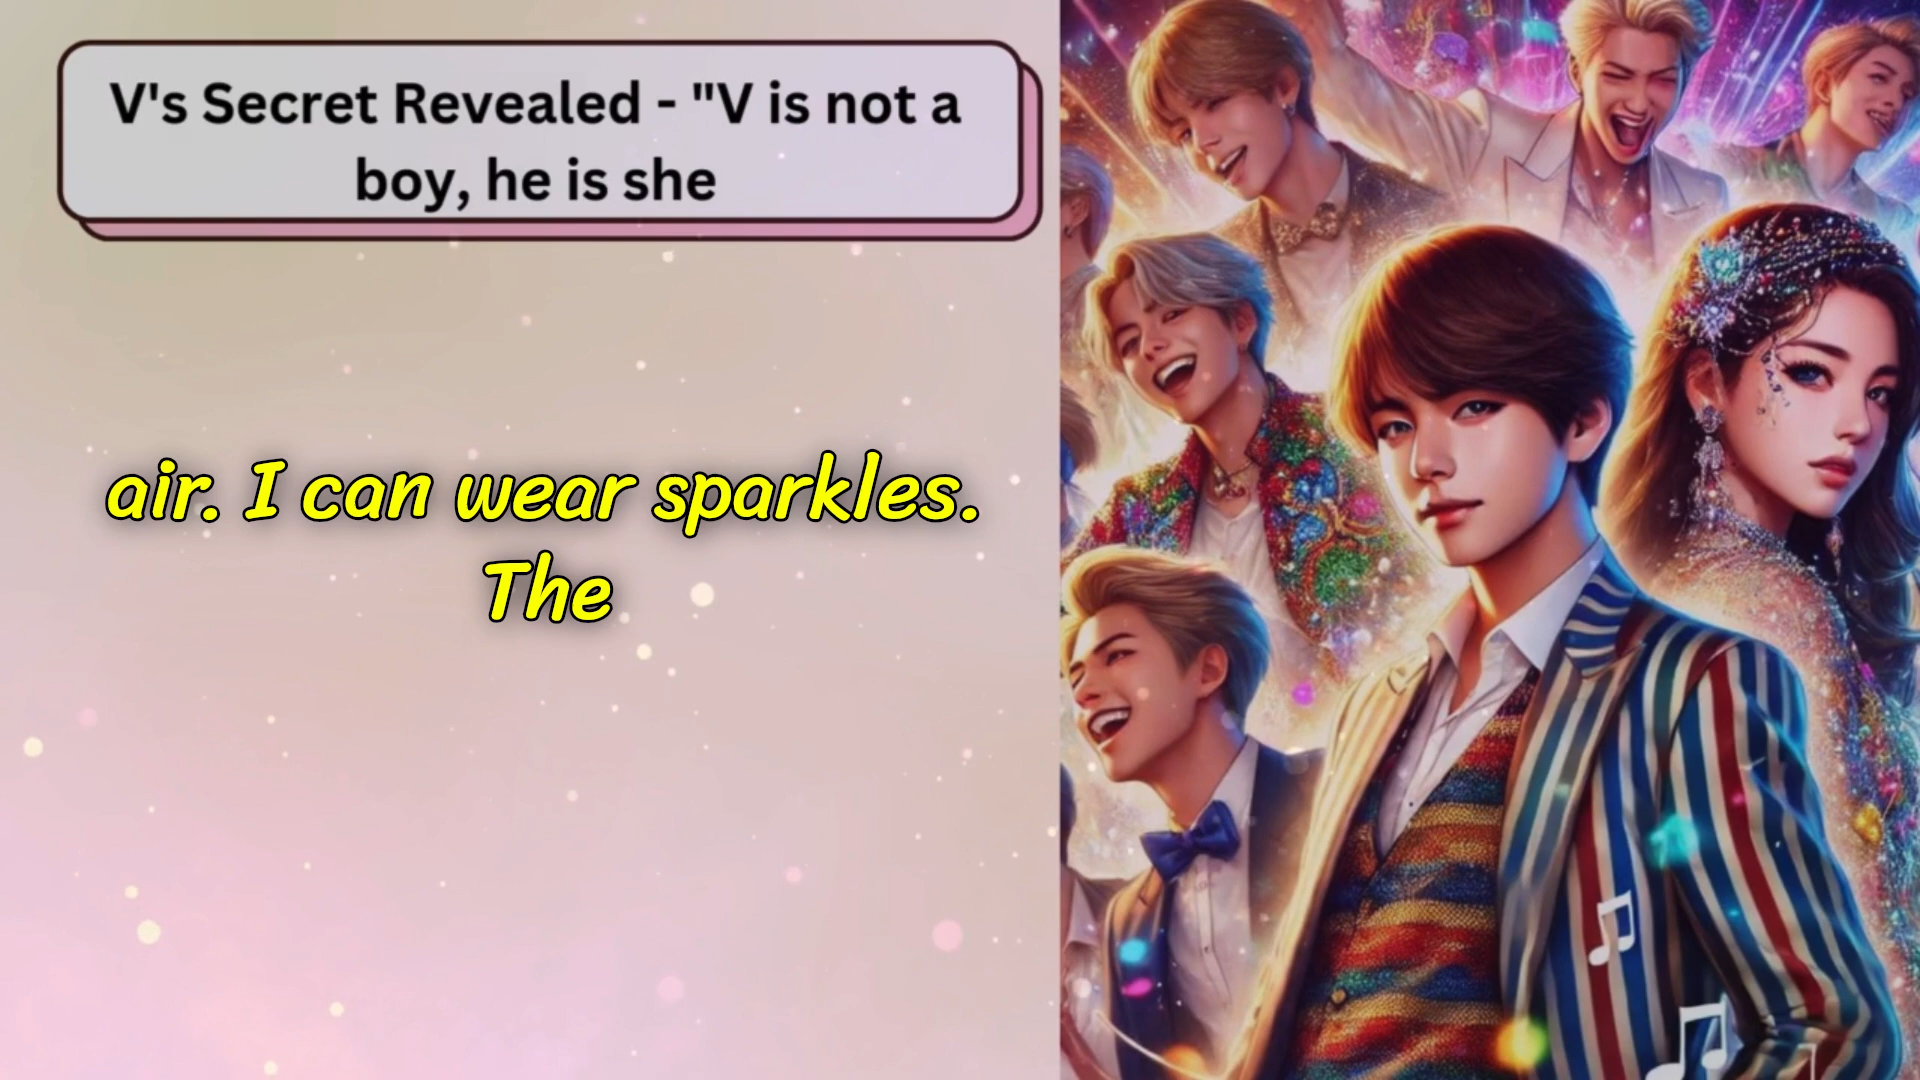 V's Secret Revealed - "V is not a
boy, he is she
air. I can wear sparkles.
The